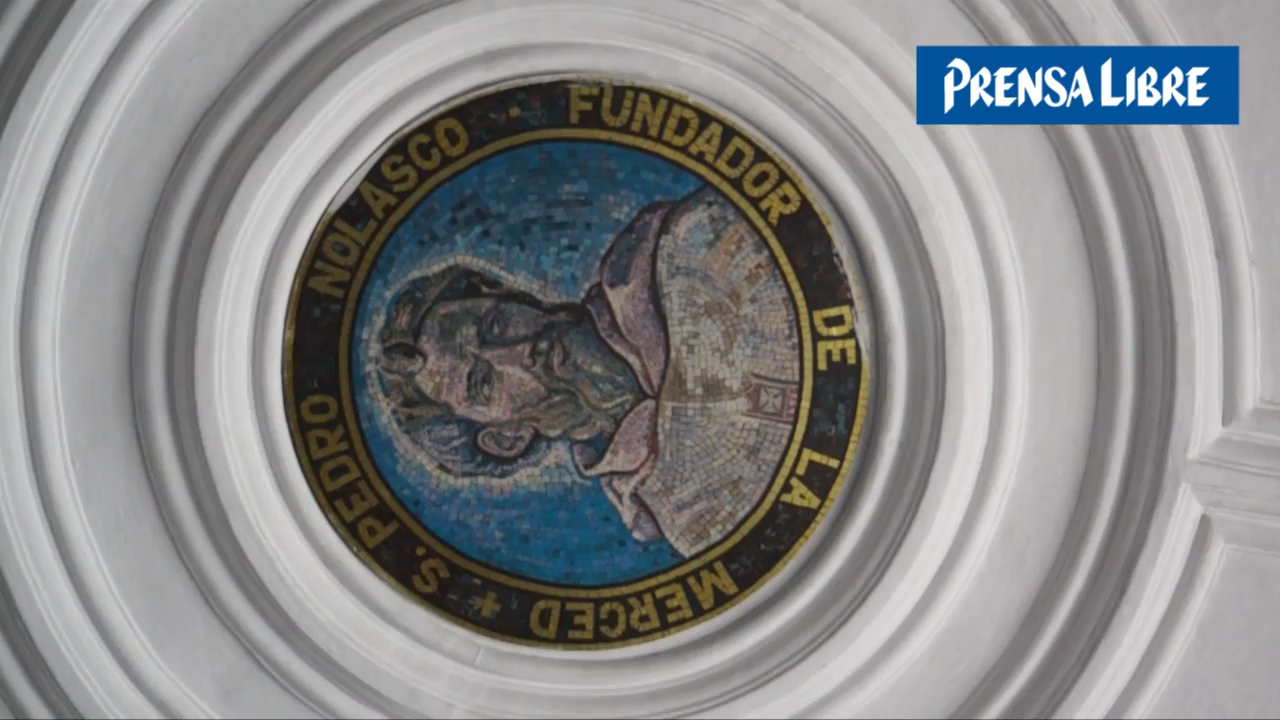 S. PEDRO NOLASCO · FUNDADOR DE LA MERCED +
PRENSA LIBRE